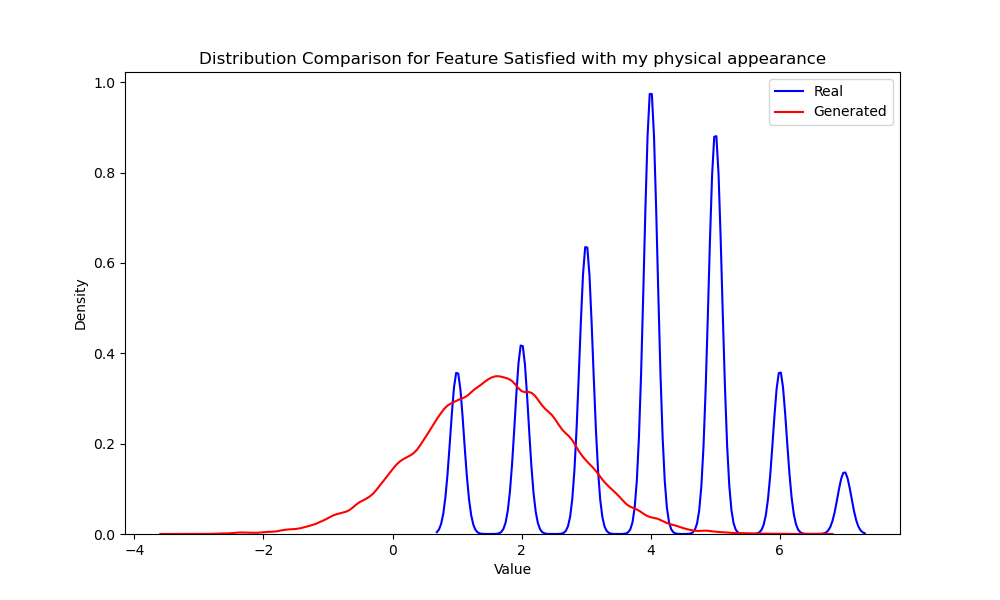 Distribution Comparison for Feature Satisfied with my physical appearance
Real
Generated
1.0
0.8
0.6
0.4
0.2
0.0
Density
−4
−2
0
2
4
6
Value